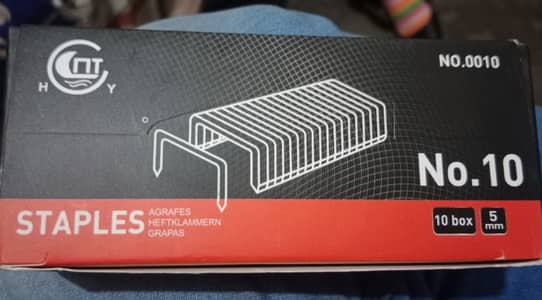 NO.0010
H Y
No.10
STAPLES
AGRAFES
HEFTKLAMMERN
GRAPAS
10 box
5
mm